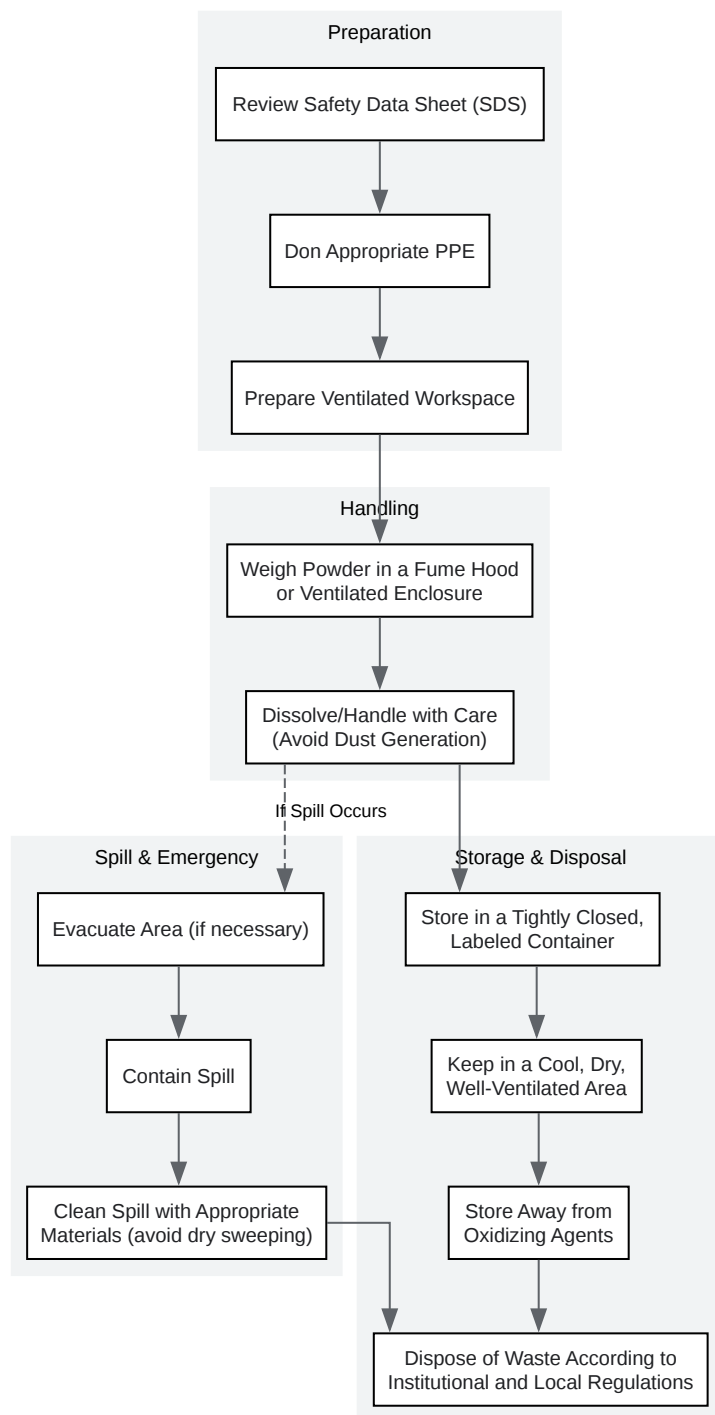 Preparation
Review Safety Data Sheet (SDS)
Don Appropriate PPE
Prepare Ventilated Workspace
Handling
Weigh Powder in a Fume Hood
or Ventilated Enclosure
Dissolve/Handle with Care
(Avoid Dust Generation)
If Spill Occurs
Spill & Emergency
Evacuate Area (if necessary)
Contain Spill
Clean Spill with Appropriate
Materials (avoid dry sweeping)
Storage & Disposal
Store in a Tightly Closed,
Labeled Container
Keep in a Cool, Dry,
Well-Ventilated Area
Store Away from
Oxidizing Agents
Dispose of Waste According to
Institutional and Local Regulations